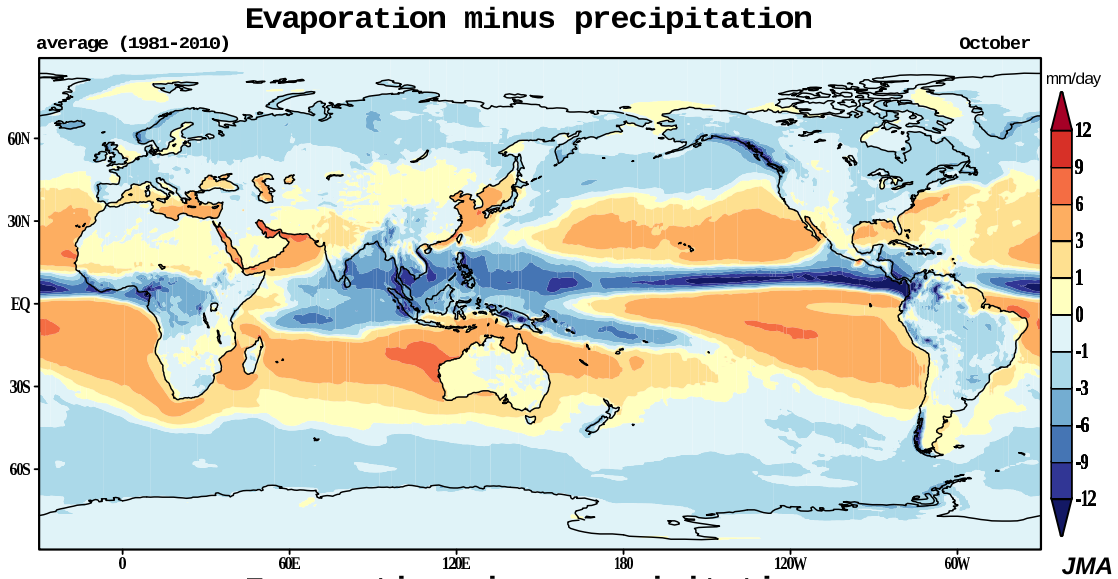 Evaporation minus precipitation
average (1981-2010) October
mm/day
12
9
6
3
1
0
-1
-3
-6
-9
-12
60N
30N
EQ
30S
60S
0 60E 120E 180 120W 60W
JMA